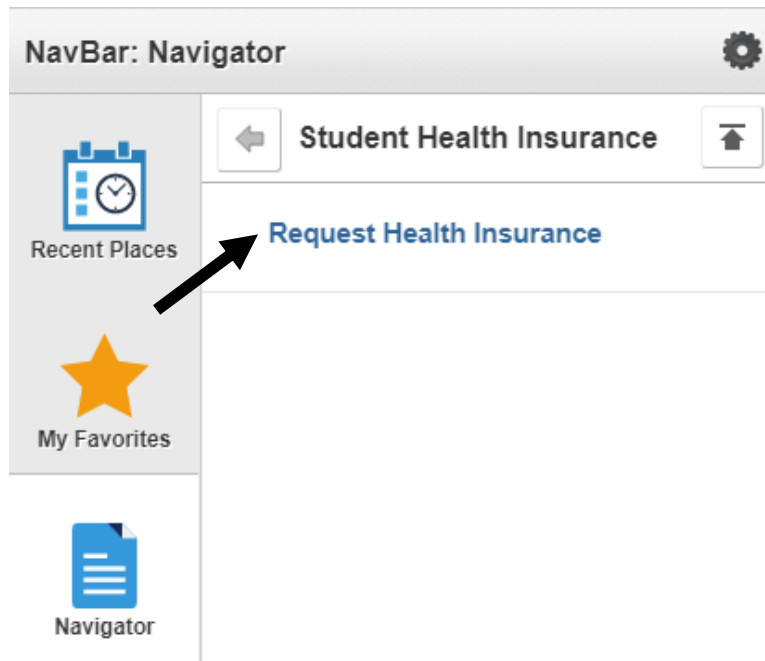 NavBar: Navigator
Student Health Insurance
Recent Places
Request Health Insurance
My Favorites
Navigator